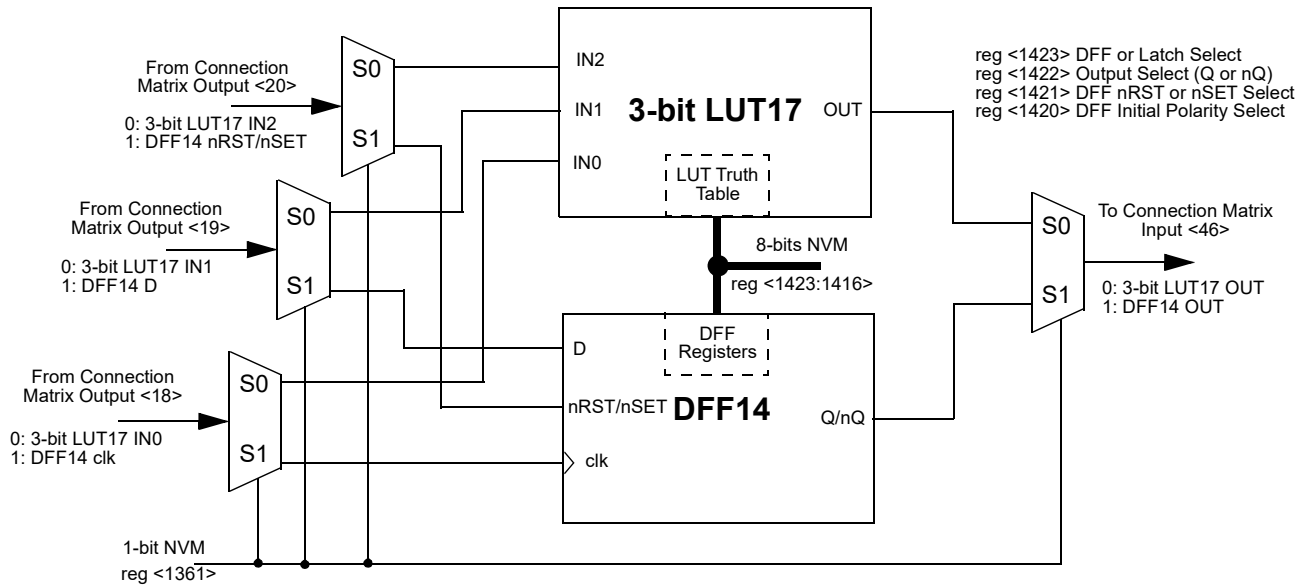 From Connection
Matrix Output <20>
0: 3-bit LUT17 IN2
1: DFF14 nRST/nSET
S0
S1
From Connection
Matrix Output <19>
0: 3-bit LUT17 IN1
1: DFF14 D
S0
S1
From Connection
Matrix Output <18>
0: 3-bit LUT17 IN0
1: DFF14 clk
S0
S1
1-bit NVM
reg <1361>
IN2
IN1
IN0
3-bit LUT17
OUT
LUT Truth
Table
8-bits NVM
reg <1423:1416>
DFF
Registers
D
nRST/nSET
clk
DFF14
Q/nQ
reg <1423> DFF or Latch Select
reg <1422> Output Select (Q or nQ)
reg <1421> DFF nRST or nSET Select
reg <1420> DFF Initial Polarity Select
S0
S1
To Connection Matrix
Input <46>
0: 3-bit LUT17 OUT
1: DFF14 OUT